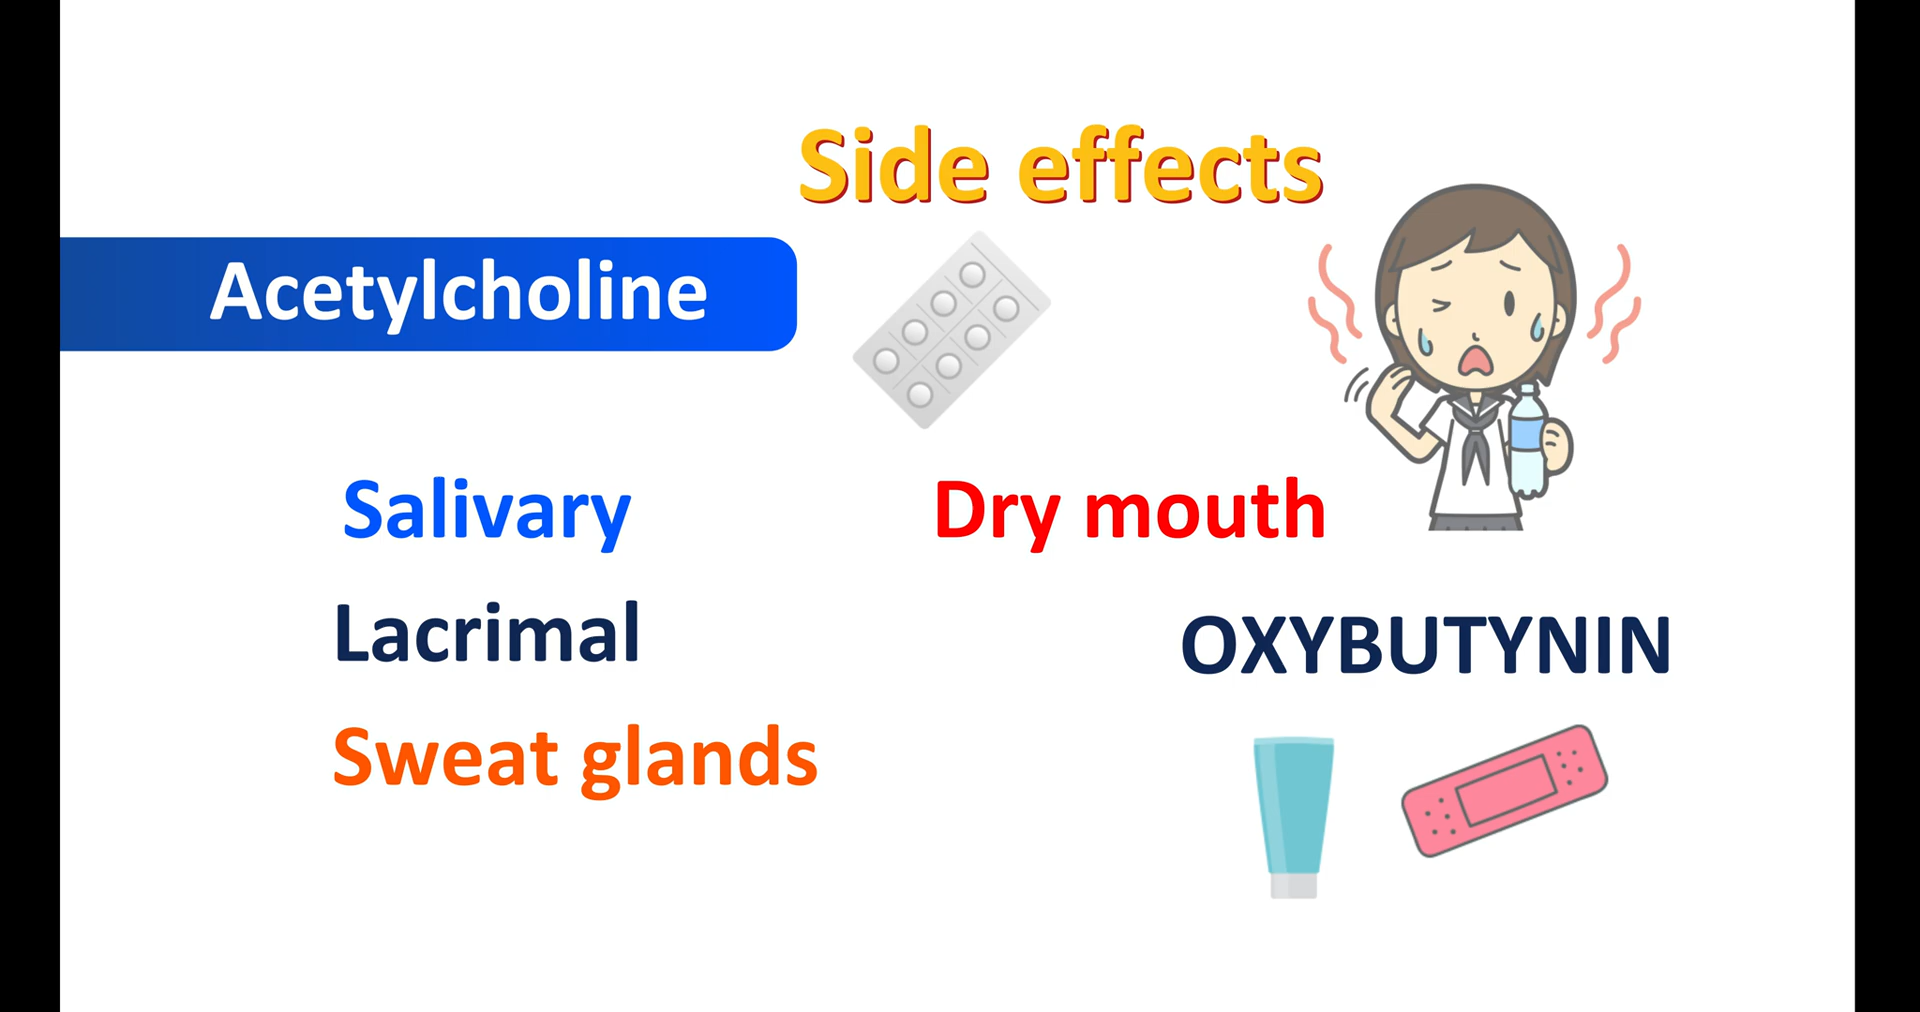 Side effects
Acetylcholine
Salivary
Dry mouth
Lacrimal
OXYBUTYNIN
Sweat glands